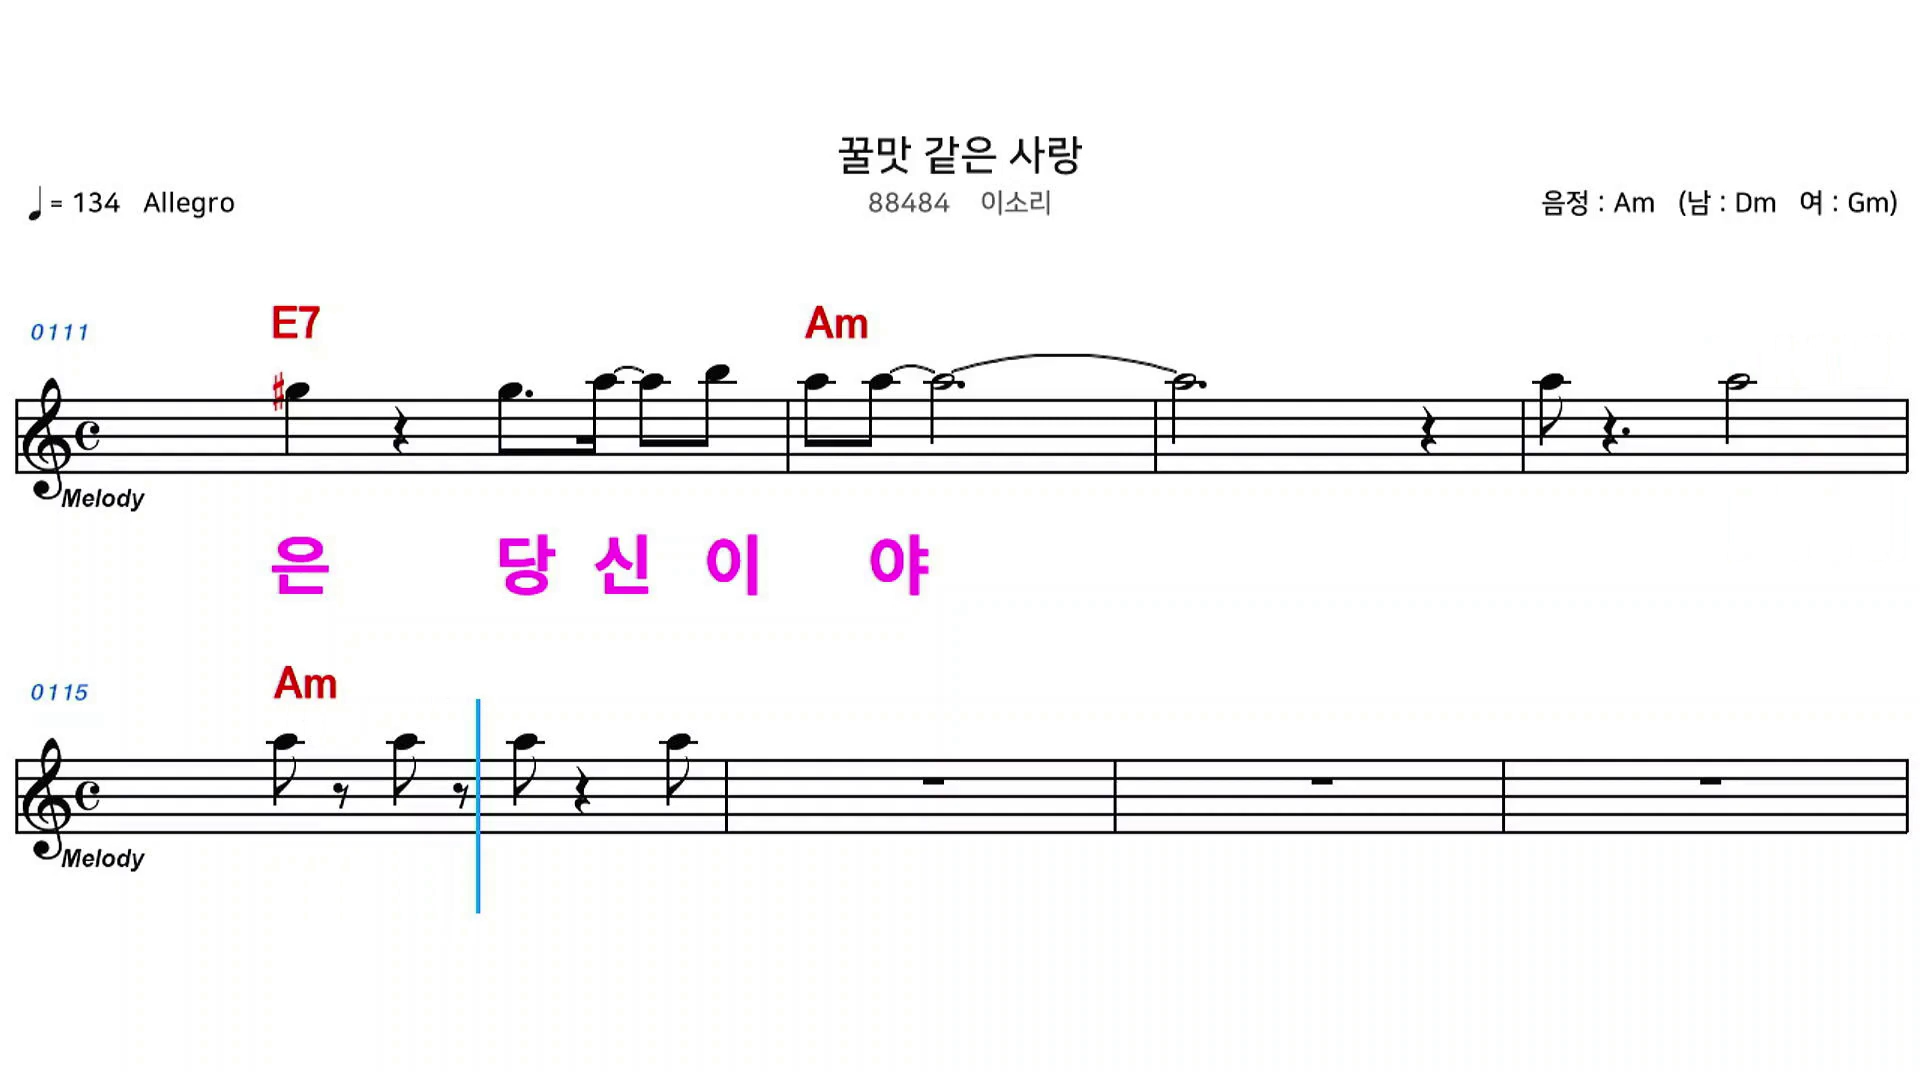 꿀맛 같은 사랑
= 134 Allegro
88484 이소리
음정 : Am (남 : Dm 여 : Gm)
0111
E7 Am
Melody
은 당 신 이 야
0115
Am
Melody